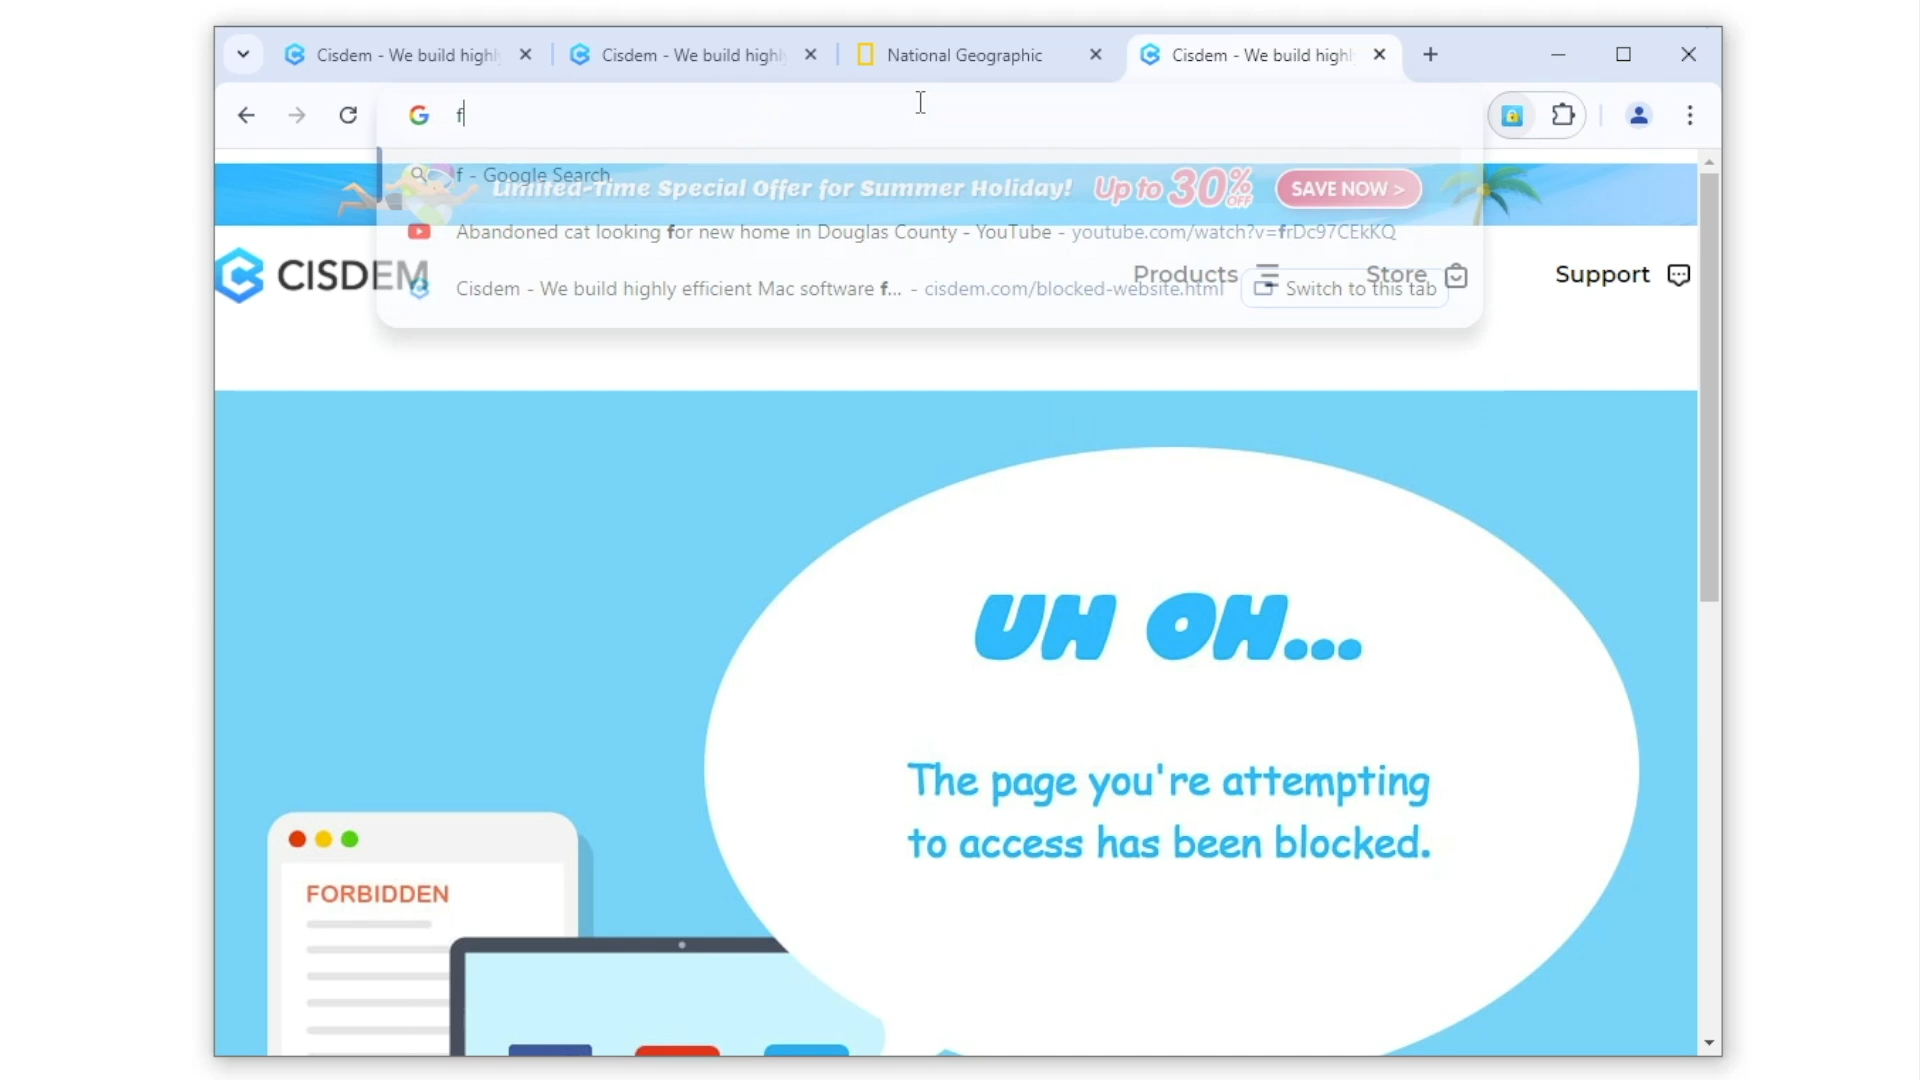 Cisdem - We build highl
Cisdem - We build highl
National Geographic
Cisdem - We build highl
f
f - Google Search
Limited-Time Special Offer for Summer Holiday! Up to 30% OFF SAVE NOW >
Abandoned cat looking for new home in Douglas County - YouTube - youtube.com/watch?v=frDc97CEkKQ
CISDEM
Products
Store
Support
Cisdem - We build highly efficient Mac software f... - cisdem.com/blocked-website.html
Switch to this tab
UH OH...
The page you're attempting
to access has been blocked.
FORBIDDEN